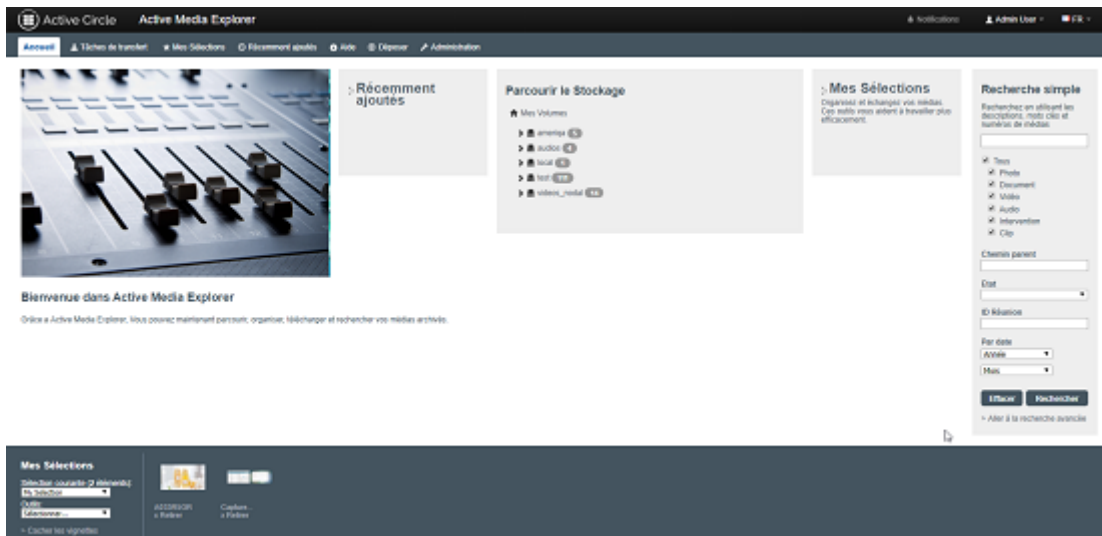 Active Circle Active Media Explorer Notifications Admin User FR
Accueil Tâches de transfert Mes Sélections Récemment ajoutés Aide Déposer Administration
Récemment
ajoutés
Parcourir le Stockage
Mes Volumes
ameriqa 5
audios 4
local
test
videos_nodal 14
Mes Sélections
Organisez et échangez vos médias.
Ces outils vous aident à travailler plus
efficacement.
Recherche simple
Recherchez en utilisant les
descriptions, mots clés et
numéros de médias
Tous
Photo
Document
Vidéo
Audio
Intervention
Clip
Chemin parent
Etat
ID Réunion
Par date
Année
Mois
Effacer Rechercher
> Aller à la recherche avancée
Bienvenue dans Active Media Explorer
Grâce a Active Media Explorer, Vous pouvez maintenant parcourir, organiser, télécharger et rechercher vos médias archivés.
Mes Sélections
Sélection courante (2 éléments):
My Selection
Outils:
Sélectionner...
> Cacher les vignettes
x Retirer
Capture...
x Retirer